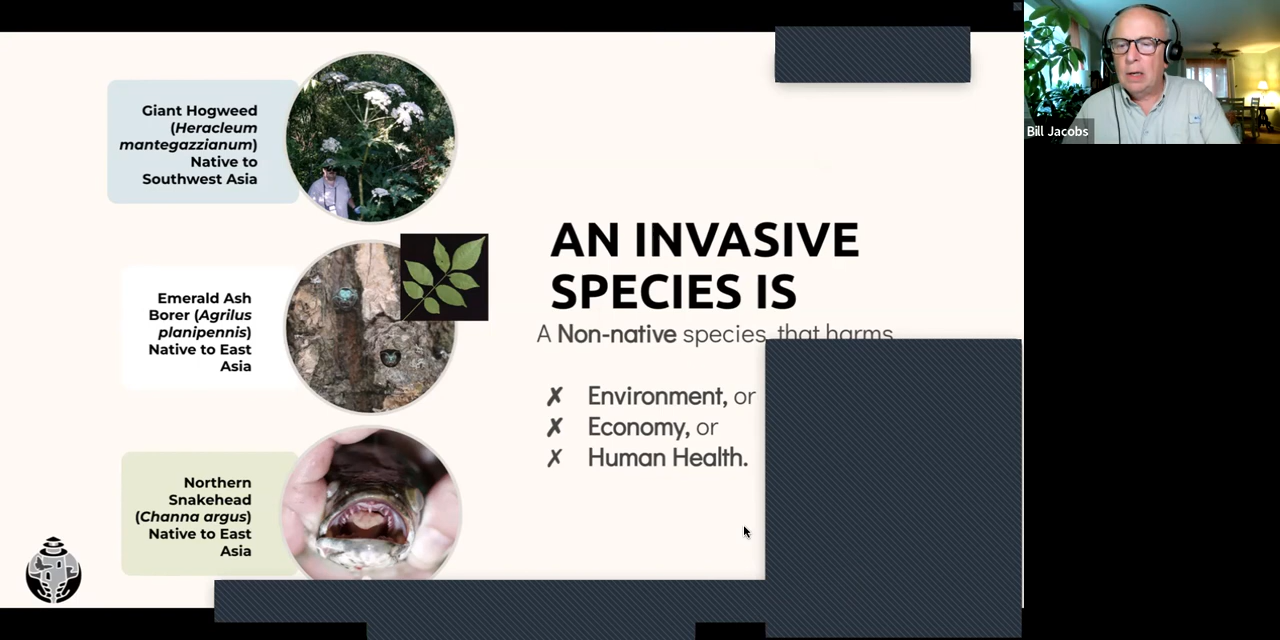 Giant Hogweed
(Heracleum
mantegazzianum)
Native to
Southwest Asia
Emerald Ash
Borer (Agrilus
planipennis)
Native to East
Asia
Northern
Snakehead
(Channa argus)
Native to East
Asia
AN INVASIVE
SPECIES IS
A Non-native species that harms
✗ Environment, or
✗ Economy, or
✗ Human Health.
Bill Jacobs